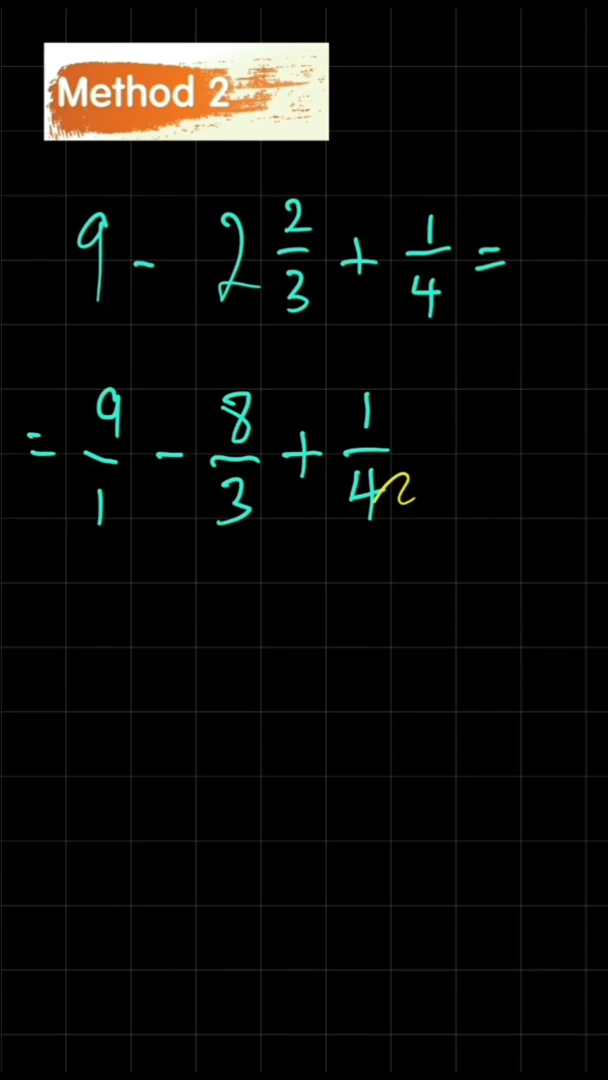 Method 2
9 - 2 2/3 + 1/4 =
= 9/1 - 8/3 + 1/4